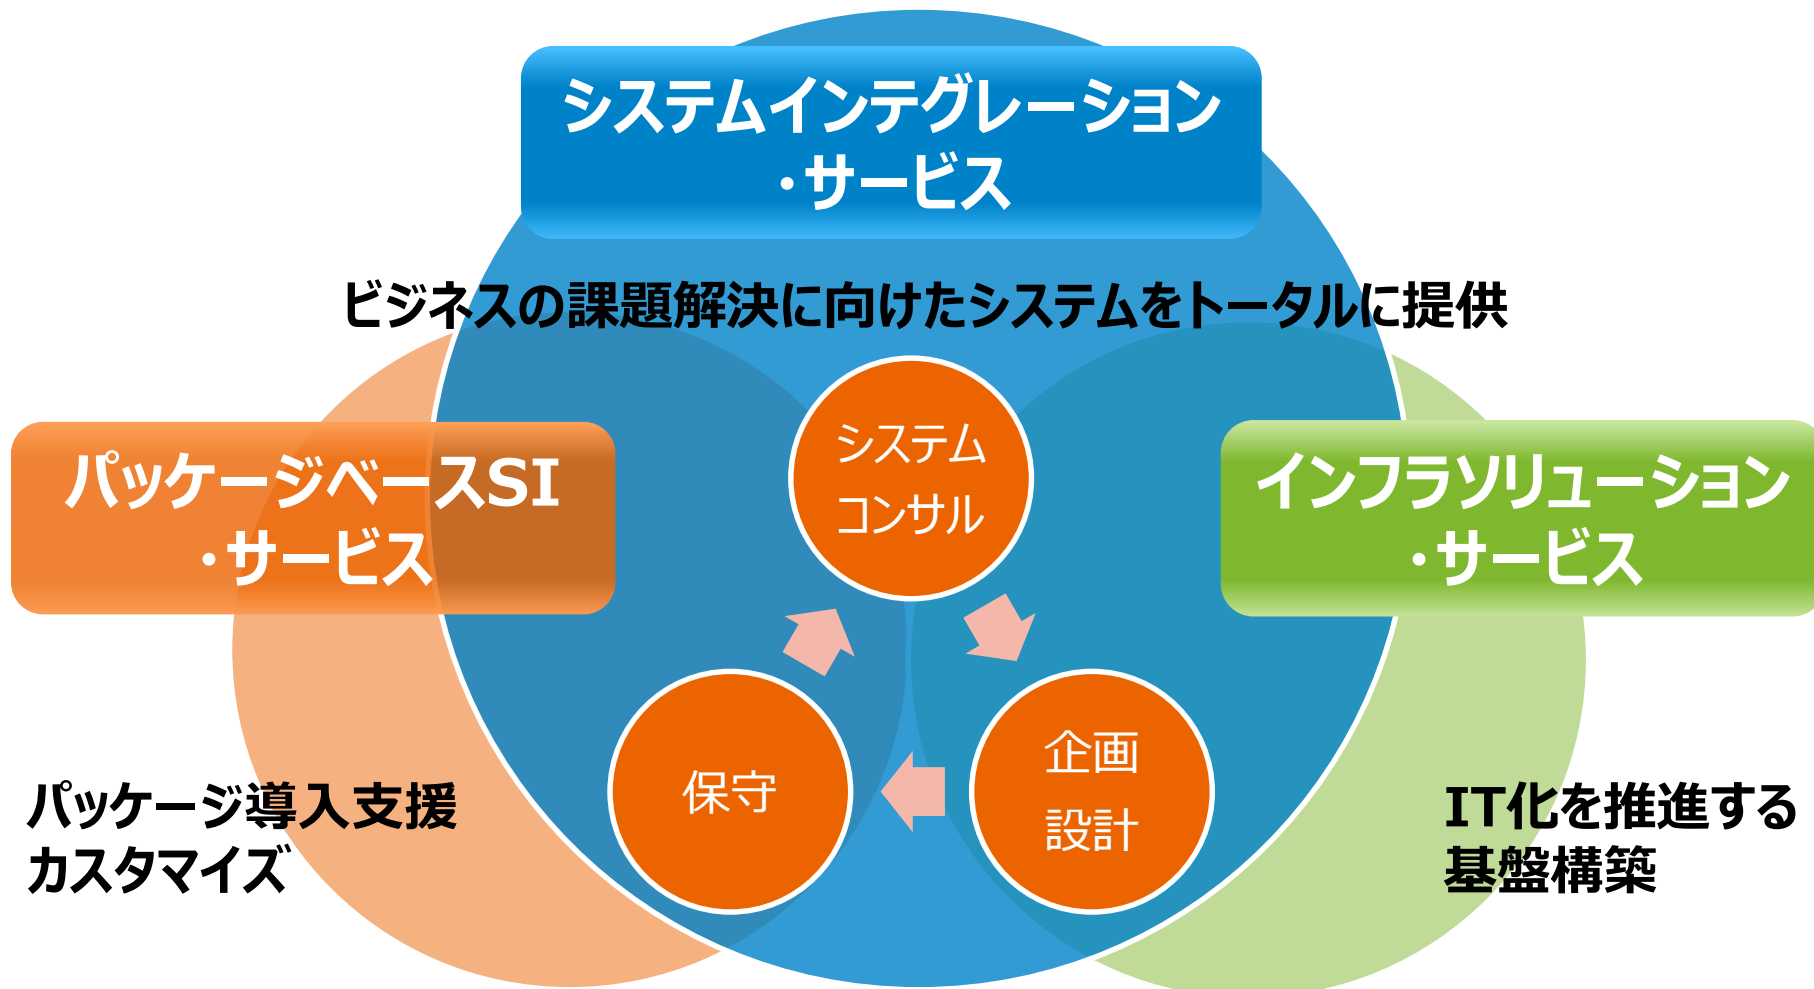 システムインテグレーション
・サービス
ビジネスの課題解決に向けたシステムをトータルに提供
パッケージベースSI
・サービス
システム
コンサル
インフラソリューション
・サービス
保守
企画
設計
パッケージ導入支援
カスタマイズ
IT化を推進する
基盤構築